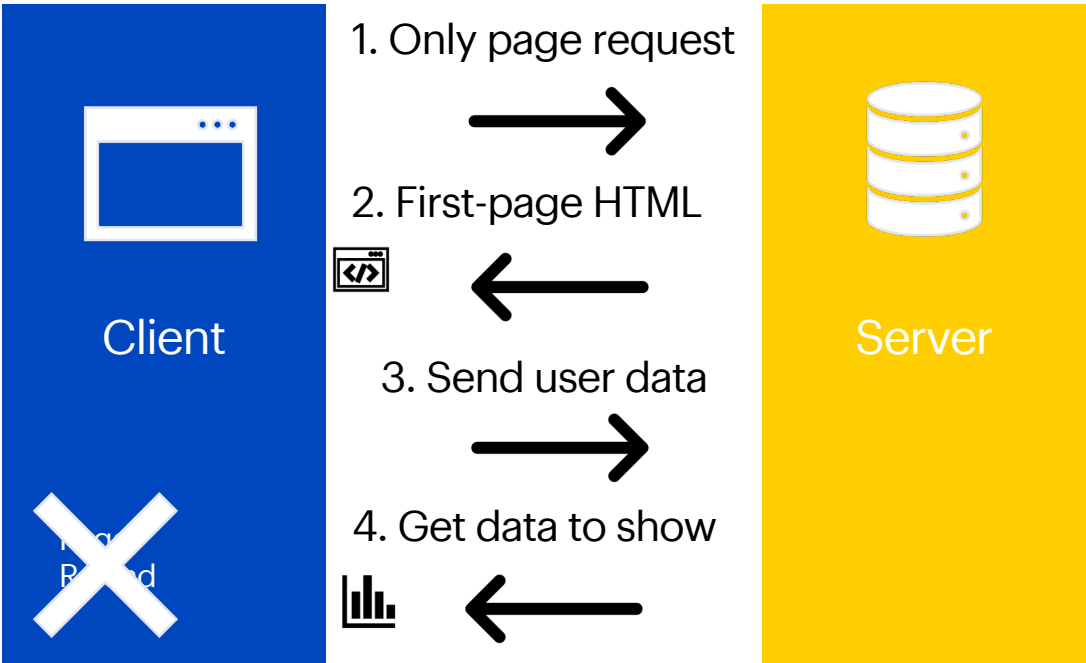 1. Only page request
2. First-page HTML
</>
Client
Server
3. Send user data
4. Get data to show